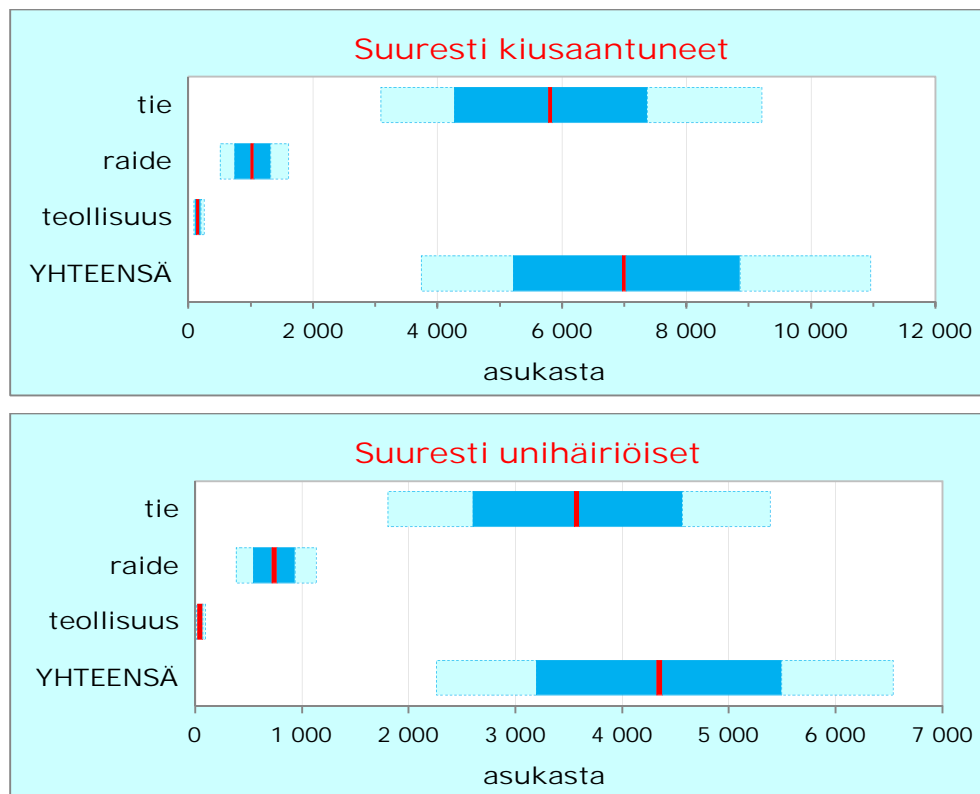 Suuresti kiusaantuneet
tie
raide
teollisuus
YHTEENSÄ
0 2 000 4 000 6 000 8 000 10 000 12 000
asukasta
Suuresti unihäiriöiset
tie
raide
teollisuus
YHTEENSÄ
0 1 000 2 000 3 000 4 000 5 000 6 000 7 000
asukasta